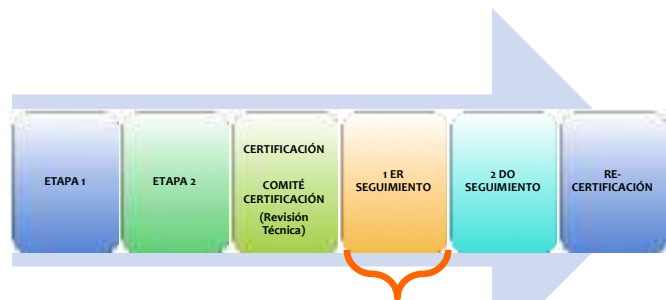 ETAPA 1
ETAPA 2
CERTIFICACIÓN
COMITÉ
CERTIFICACIÓN
(Revisión
Técnica)
1 ER
SEGUIMIENTO
2 DO
SEGUIMIENTO
RE-
CERTIFICACIÓN